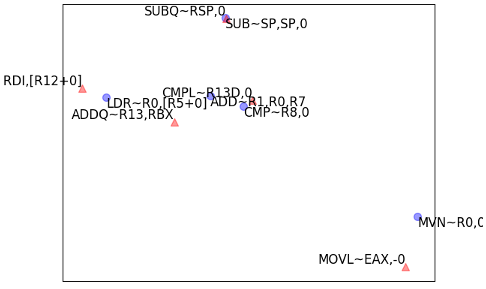 SUBQ~RSP,0
SUB~SP,SP,0
RDI,[R12+0]
CMPL~R13D,0
LDR~R0,[R5+0]
ADD~R1,R0,R7
ADDQ~R13,RBX
CMP~R8,0
MVN~R0,0
MOVL~EAX,-0